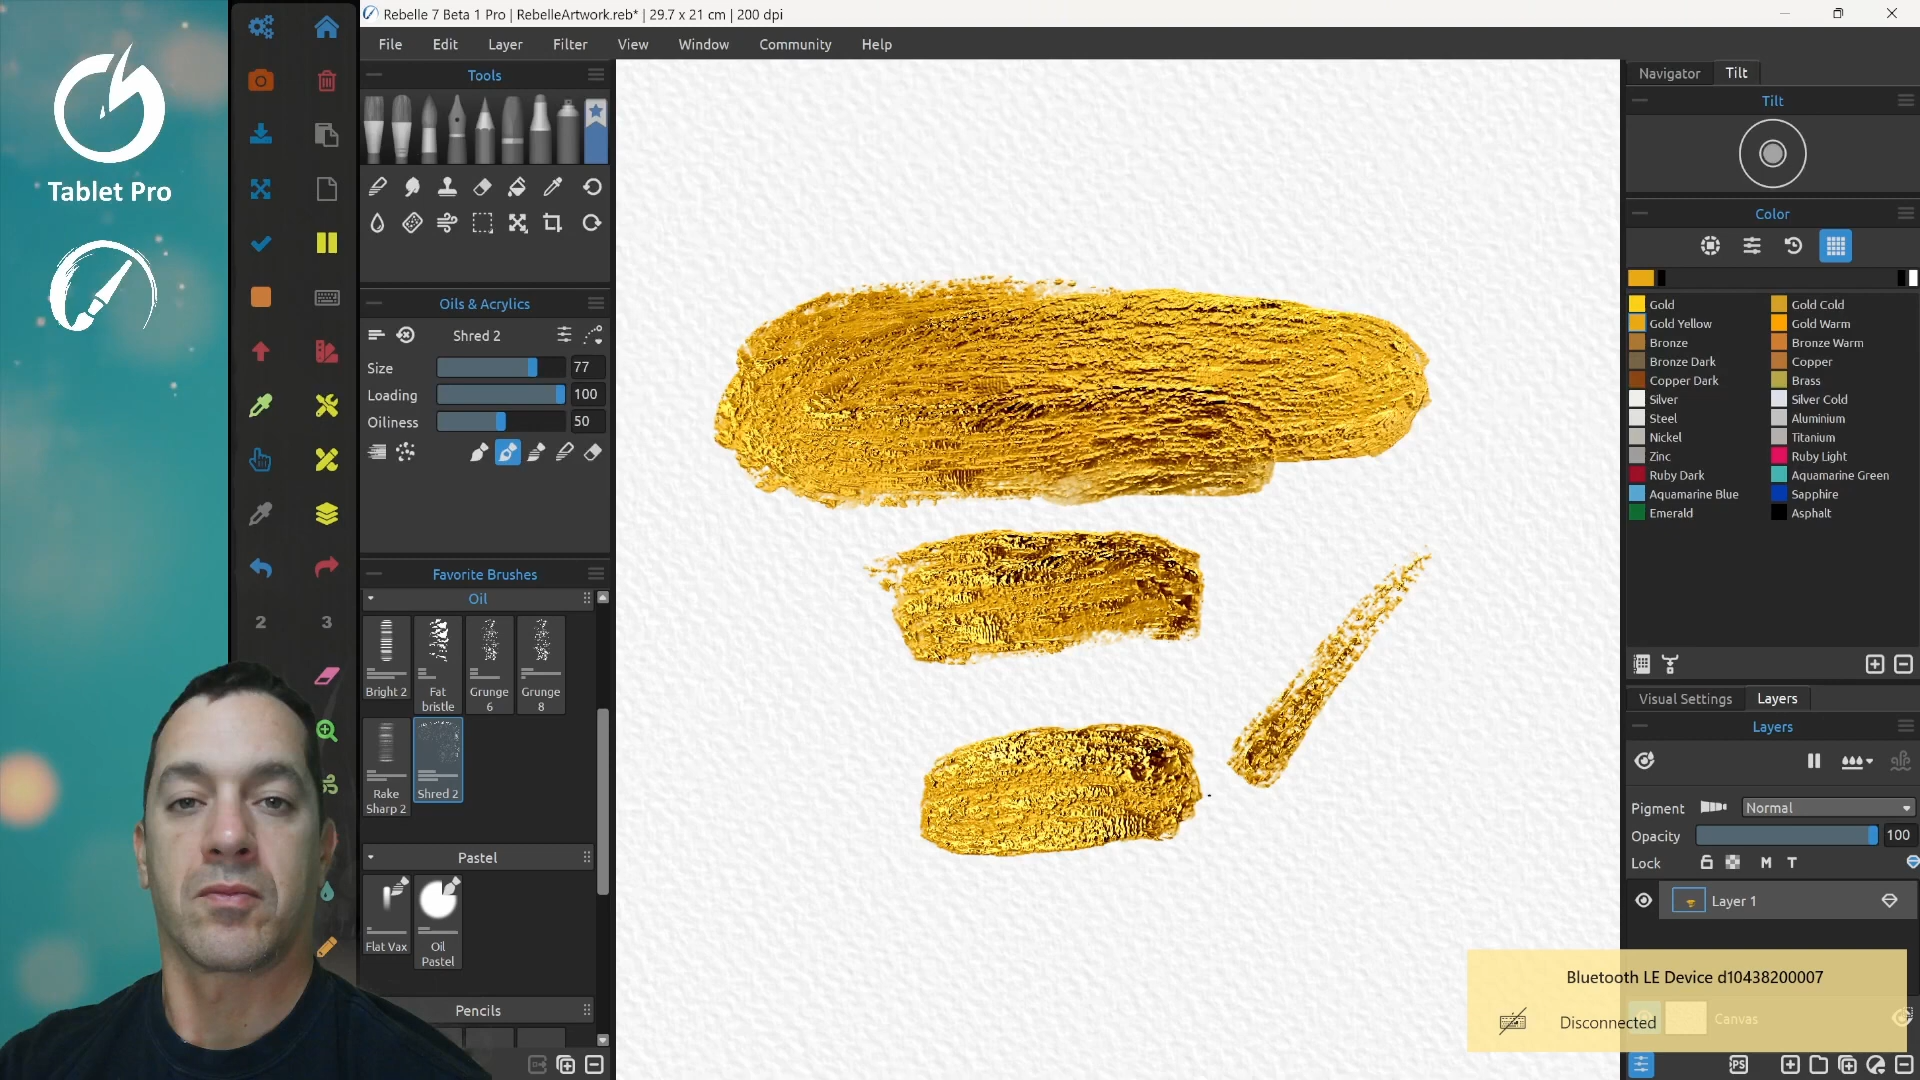 Tablet Pro
2
3
Rebelle 7 Beta 1 Pro | RebelleArtwork.reb* | 29.7 x 21 cm | 200 dpi
File Edit Layer Filter View Window Community Help
Tools
Oils & Acrylics
Shred 2
Size 77
Loading 100
Oiliness 50
Favorite Brushes
Oil
Bright 2
Fat bristle
Grunge 6
Grunge 8
Rake Sharp 2
Shred 2
Pastel
Flat Vax
Oil Pastel
Pencils
Navigator Tilt
Tilt
Color
Gold Gold Cold
Gold Yellow Gold Warm
Bronze Bronze Warm
Bronze Dark Copper
Copper Dark Brass
Silver Silver Cold
Steel Aluminium
Nickel Titanium
Zinc Ruby Light
Ruby Dark Aquamarine Green
Aquamarine Blue Sapphire
Emerald Asphalt
Visual Settings Layers
Layers
Pigment Normal
Opacity 100
Lock M T
Layer 1
Bluetooth LE Device d10438200007
Disconnected
Canvas
PS